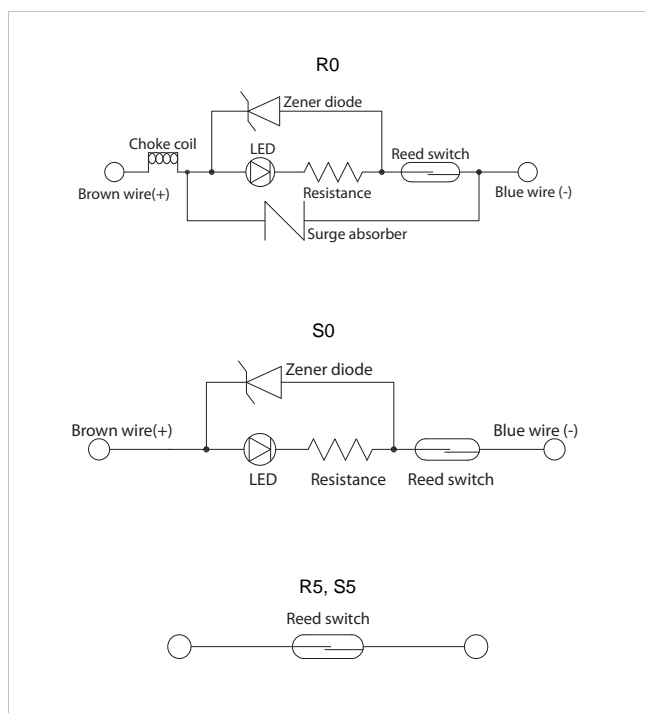 R0
Zener diode
Choke coil
LED
Reed switch
Brown wire(+)
Resistance
Blue wire (-)
Surge absorber
S0
Zener diode
Brown wire(+)
Blue wire (-)
LED
Resistance
Reed switch
R5, S5
Reed switch